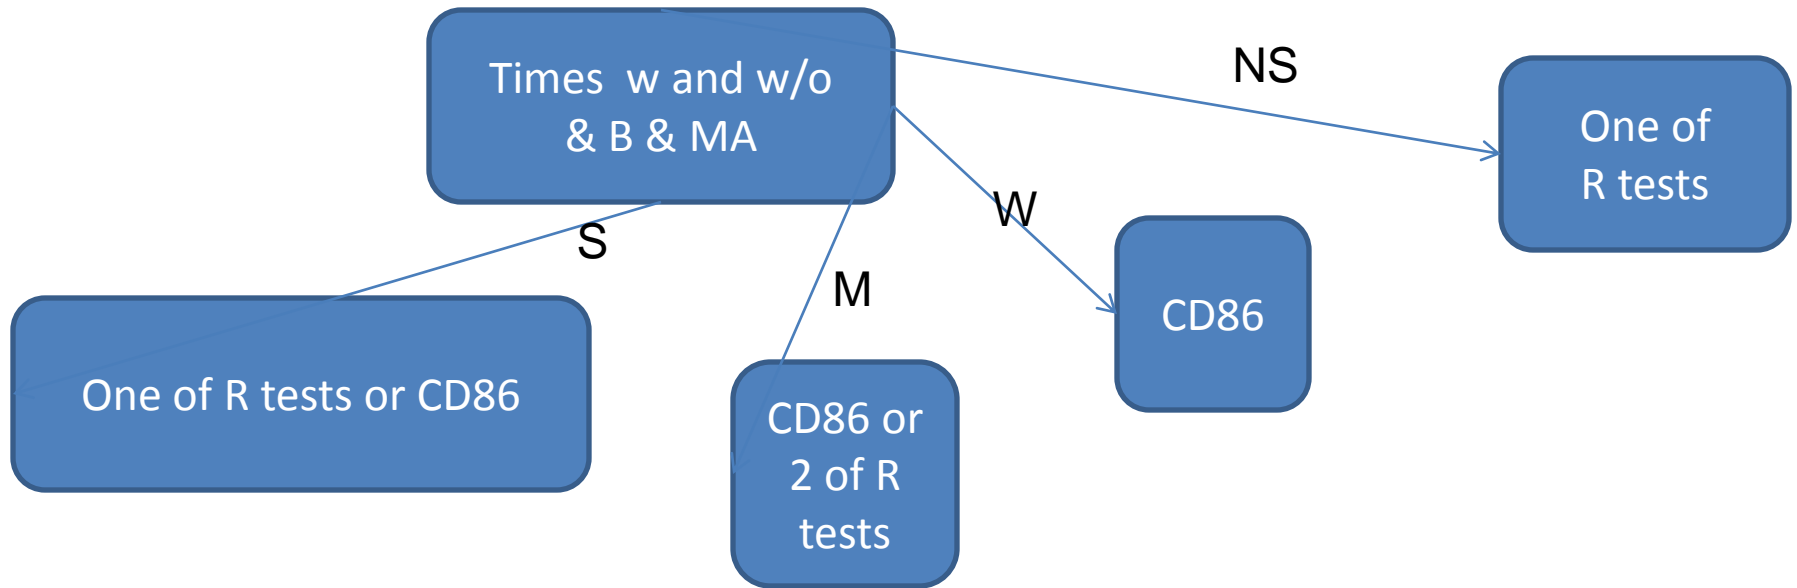 Times w and w/o
& B & MA
NS
One of
R tests
S
M
W
CD86
One of R tests or CD86
CD86 or
2 of R
tests